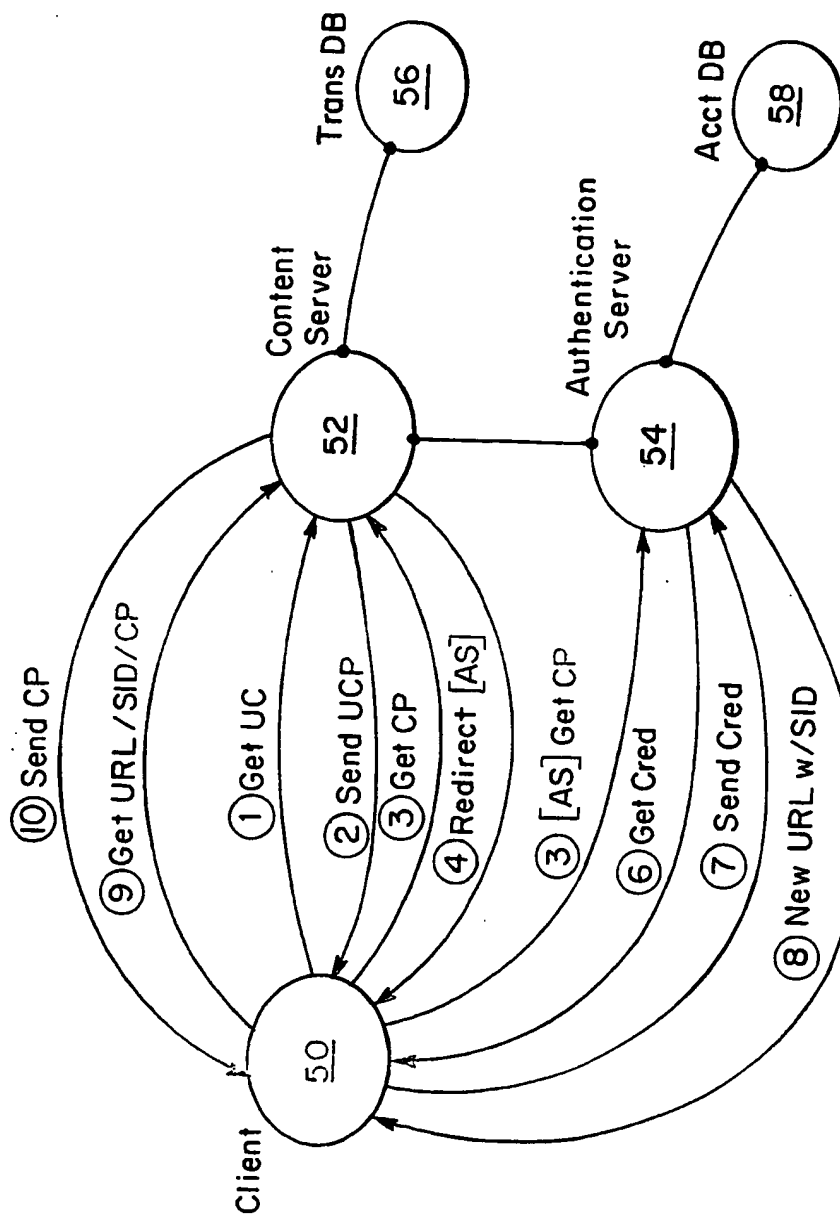 Client
50
⑩ Send CP
⑨ Get URL/SID/CP
① Get UC
② Send UCP
③ Get CP
④ Redirect [AS]
③ [AS] Get CP
⑥ Get Cred
⑦ Send Cred
⑧ New URL w/SID
Content
Server
52
Authentication
Server
54
Trans DB
56
Acct DB
58